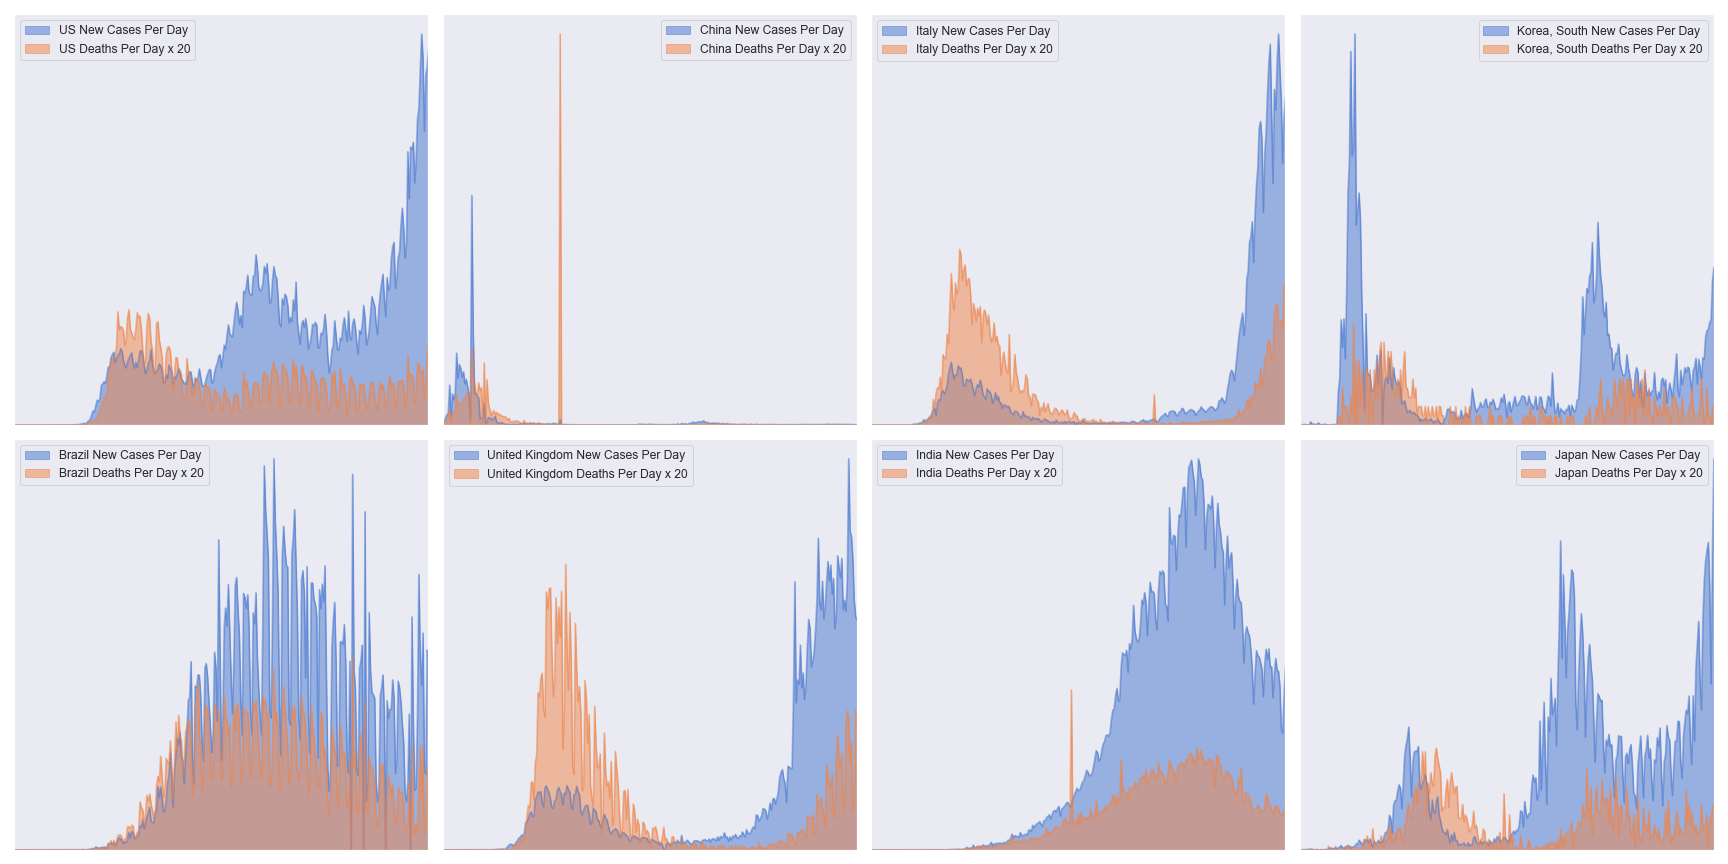 US New Cases Per Day
US Deaths Per Day x 20
China New Cases Per Day
China Deaths Per Day x 20
Italy New Cases Per Day
Italy Deaths Per Day x 20
Korea, South New Cases Per Day
Korea, South Deaths Per Day x 20
Brazil New Cases Per Day
Brazil Deaths Per Day x 20
United Kingdom New Cases Per Day
United Kingdom Deaths Per Day x 20
India New Cases Per Day
India Deaths Per Day x 20
Japan New Cases Per Day
Japan Deaths Per Day x 20